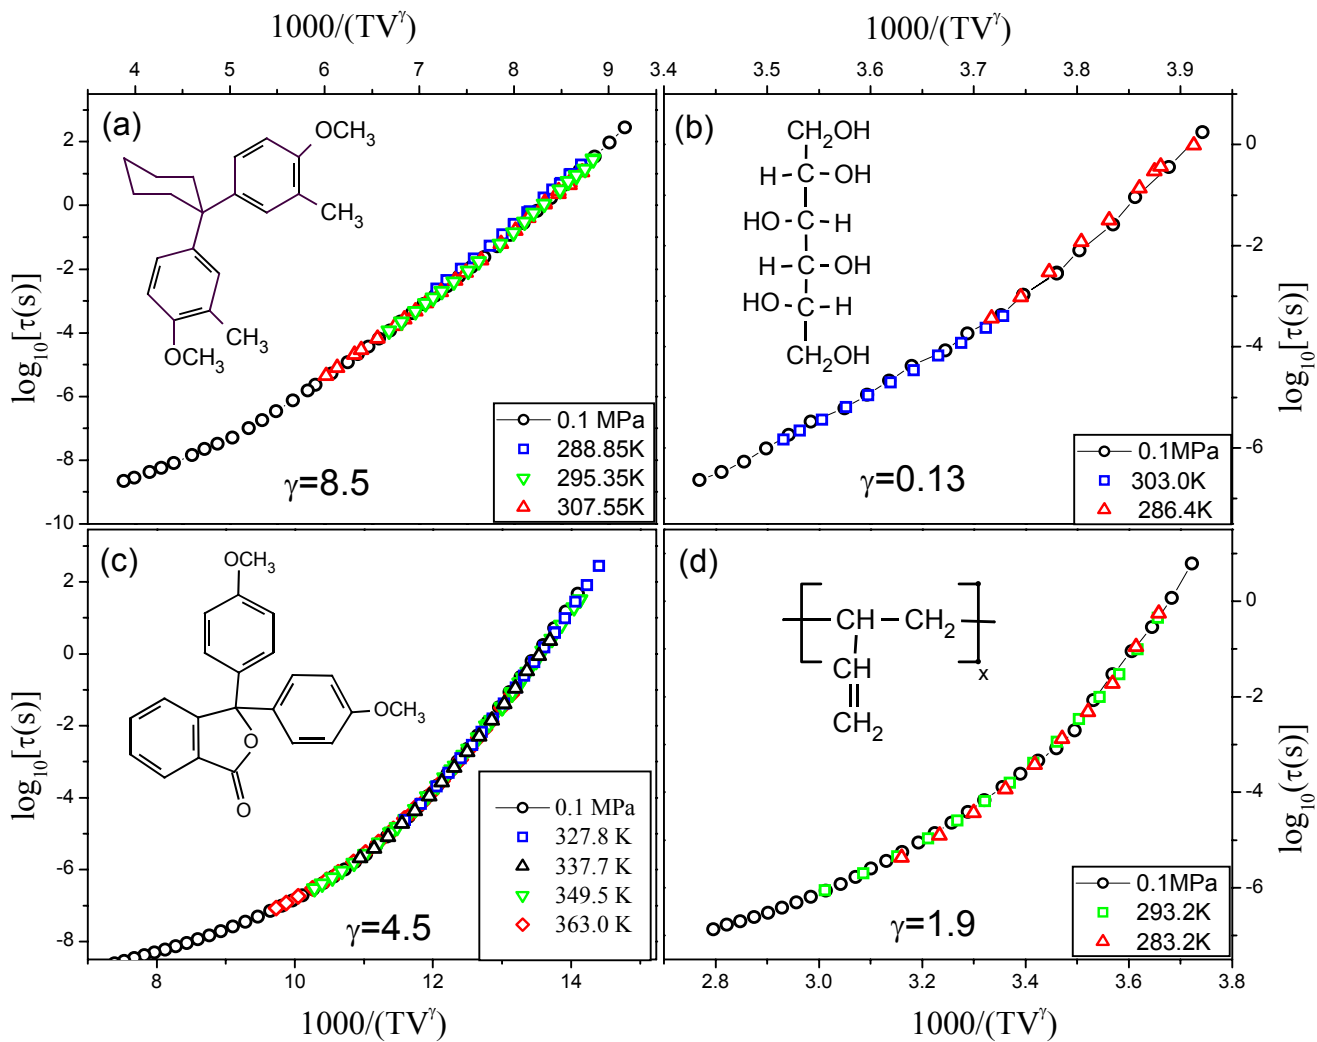 1000/(TV^γ)
1000/(TV^γ)
4 5 6 7 8 9
3.4 3.5 3.6 3.7 3.8 3.9
(a)
OCH3
CH3
CH3
OCH3
2
0
-2
-4
-6
-8
-10
log10[τ(s)]
γ=8.5
0.1 MPa
288.85K
295.35K
307.55K
(b)
CH2OH
H OH
HO H
H OH
HO H
CH2OH
0
-2
-4
-6
log10[τ(s)]
γ=0.13
0.1MPa
303.0K
286.4K
(c)
OCH3
OCH3
O
O
2
0
-2
-4
-6
-8
log10[τ(s)]
γ=4.5
0.1 MPa
327.8 K
337.7 K
349.5 K
363.0 K
8 10 12 14
1000/(TV^γ)
(d)
CH CH2
x
CH
CH2
0
-2
-4
-6
log10(τ(s)]
γ=1.9
0.1MPa
293.2K
283.2K
2.8 3.0 3.2 3.4 3.6 3.8
1000/(TV^γ)